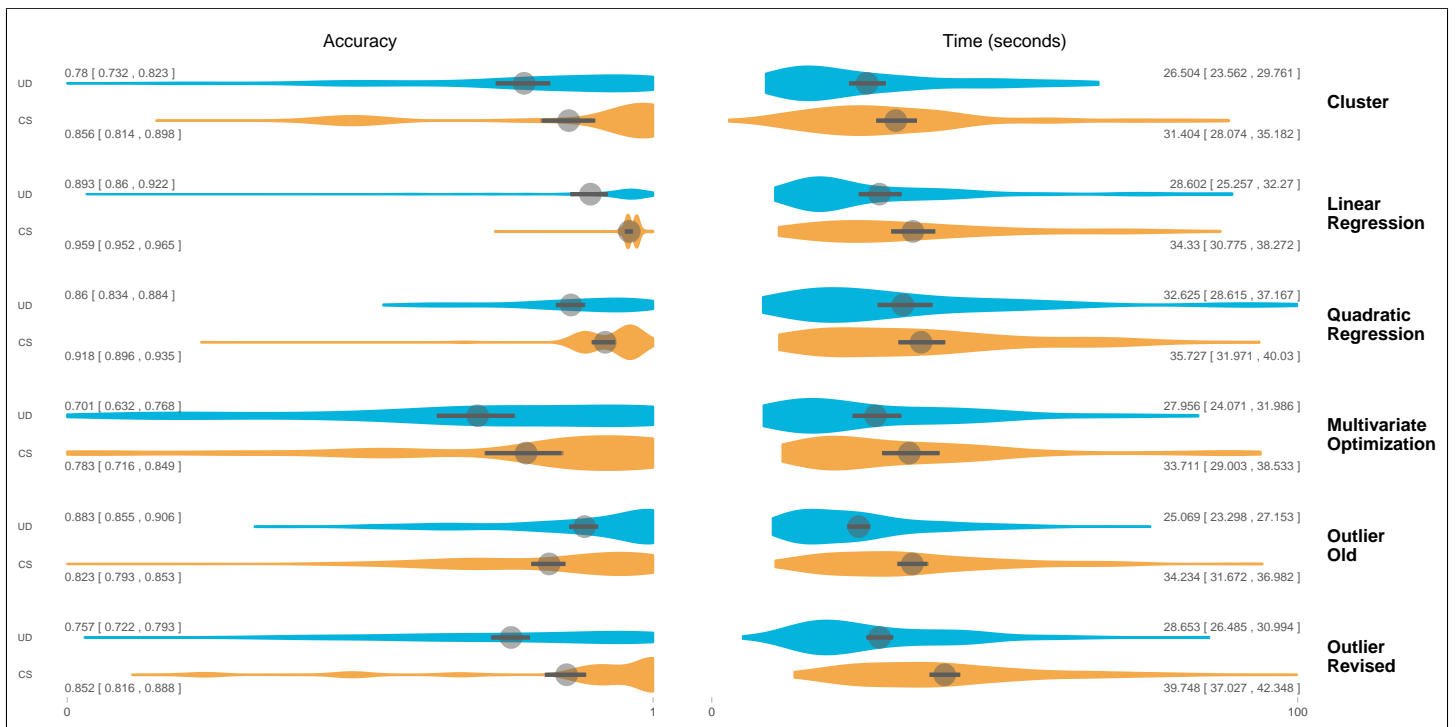 Accuracy
Time (seconds)
0.78 [ 0.732 , 0.823 ]
26.504 [ 23.562 , 29.761 ]
UD
Cluster
CS
0.856 [ 0.814 , 0.898 ]
31.404 [ 28.074 , 35.182 ]
0.893 [ 0.86 , 0.922 ]
28.602 [ 25.257 , 32.27 ]
UD
Linear
Regression
CS
0.959 [ 0.952 , 0.965 ]
34.33 [ 30.775 , 38.272 ]
0.86 [ 0.834 , 0.884 ]
32.625 [ 28.615 , 37.167 ]
UD
Quadratic
Regression
CS
0.918 [ 0.896 , 0.935 ]
35.727 [ 31.971 , 40.03 ]
0.701 [ 0.632 , 0.768 ]
27.956 [ 24.071 , 31.986 ]
UD
Multivariate
Optimization
CS
0.783 [ 0.716 , 0.849 ]
33.711 [ 29.003 , 38.533 ]
0.883 [ 0.855 , 0.906 ]
25.069 [ 23.298 , 27.153 ]
UD
Outlier
Old
CS
0.823 [ 0.793 , 0.853 ]
34.234 [ 31.672 , 36.982 ]
0.757 [ 0.722 , 0.793 ]
28.653 [ 26.485 , 30.994 ]
UD
Outlier
Revised
CS
0.852 [ 0.816 , 0.888 ]
39.748 [ 37.027 , 42.348 ]
0
1
0
100